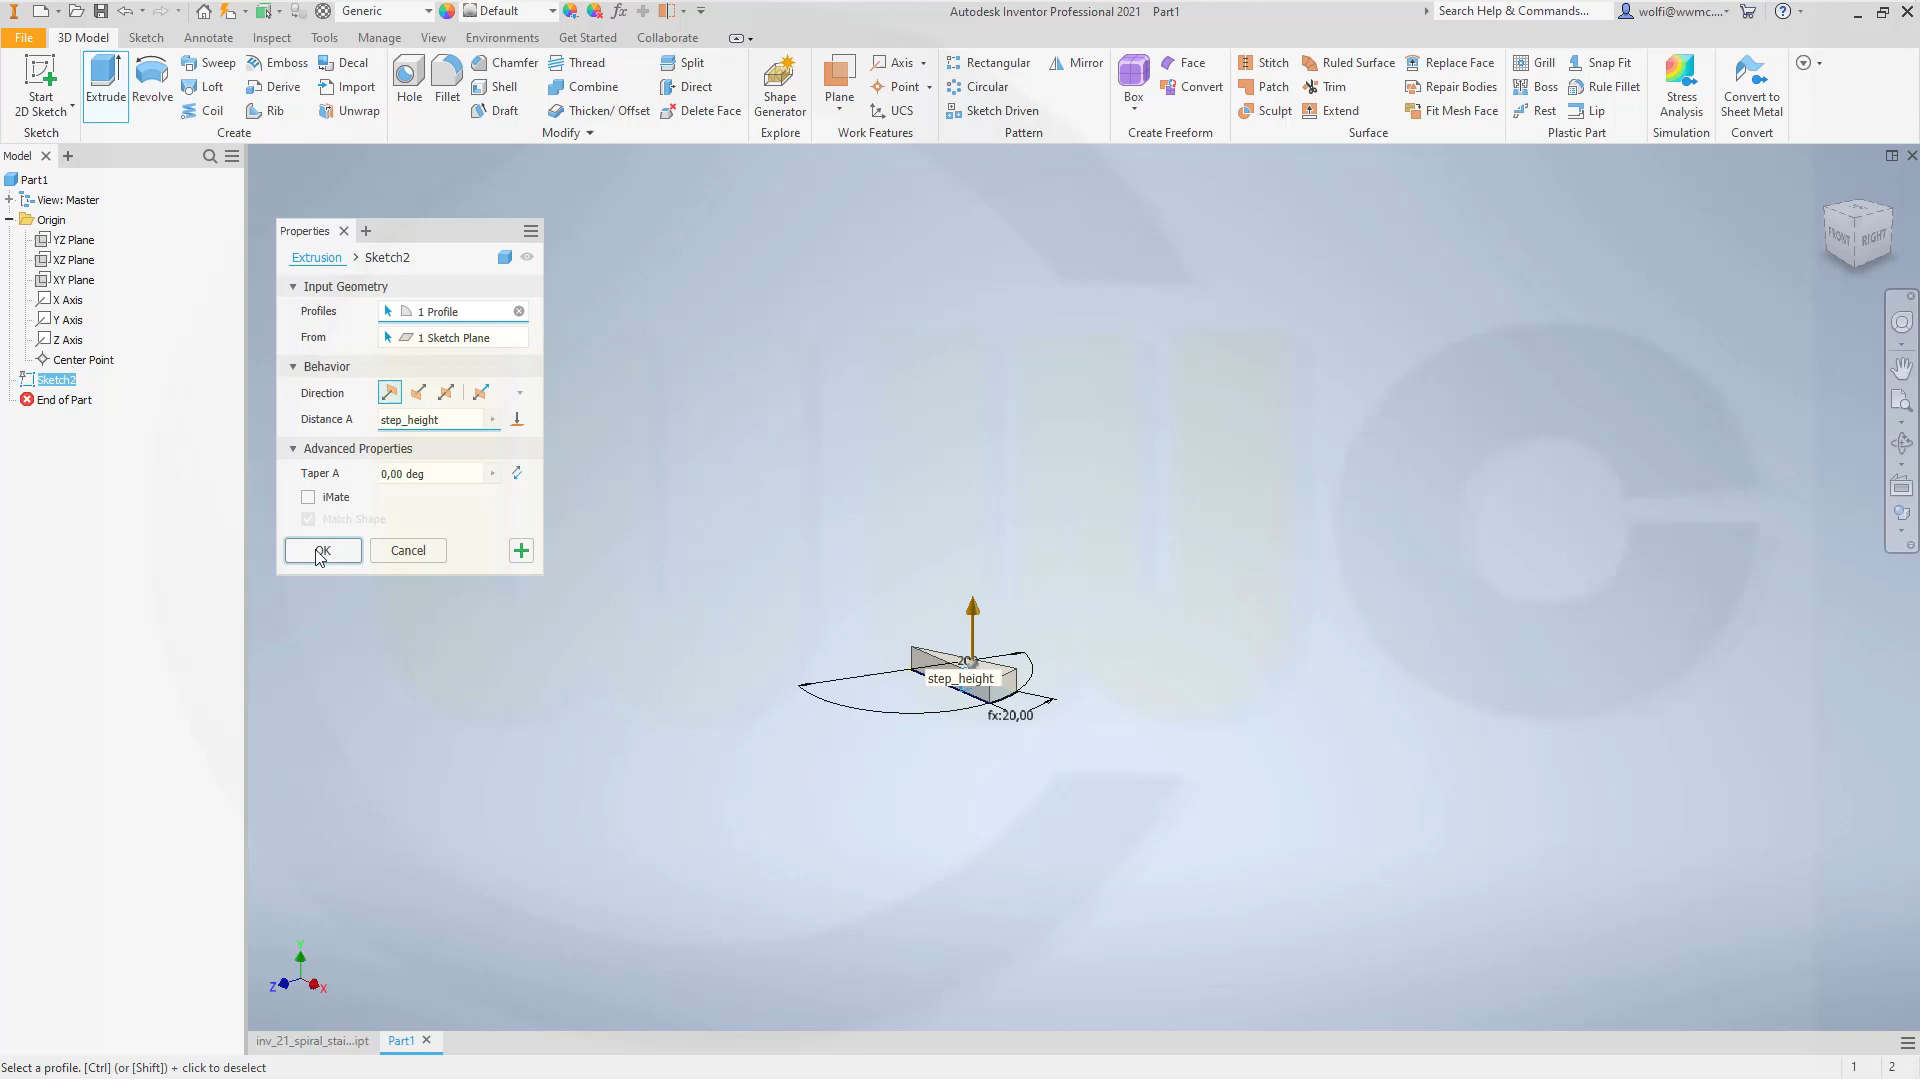 Generic
Default
fx
Autodesk Inventor Professional 2021 Part1
Search Help & Commands...
wolfi@wwmc....
File
3D Model
Sketch
Annotate
Inspect
Tools
Manage
View
Environments
Get Started
Collaborate
Start
2D Sketch
Sketch
Extrude
Revolve
Sweep
Emboss
Decal
Loft
Derive
Import
Coil
Rib
Unwrap
Create
Hole
Fillet
Chamfer
Thread
Split
Shell
Combine
Direct
Draft
Thicken/ Offset
Delete Face
Modify
Shape
Generator
Explore
Plane
Axis
Point
UCS
Work Features
Rectangular
Mirror
Circular
Sketch Driven
Pattern
Box
Face
Convert
Create Freeform
Stitch
Ruled Surface
Replace Face
Patch
Trim
Repair Bodies
Sculpt
Extend
Fit Mesh Face
Surface
Grill
Snap Fit
Boss
Rule Fillet
Rest
Lip
Plastic Part
Stress
Analysis
Simulation
Convert to
Sheet Metal
Convert
Model
Part1
View: Master
Origin
YZ Plane
XZ Plane
XY Plane
X Axis
Y Axis
Z Axis
Center Point
Sketch2
End of Part
Properties
Extrusion > Sketch2
Input Geometry
Profiles
1 Profile
From
1 Sketch Plane
Behavior
Direction
Distance A
step_height
Advanced Properties
Taper A
0,00 deg
iMate
Match Shape
OK
Cancel
FRONT
RIGHT
step_height
fx:20,00
Y
Z
X
inv_21_spiral_stai...ipt
Part1
Select a profile. [Ctrl] (or [Shift]) + click to deselect
1
2